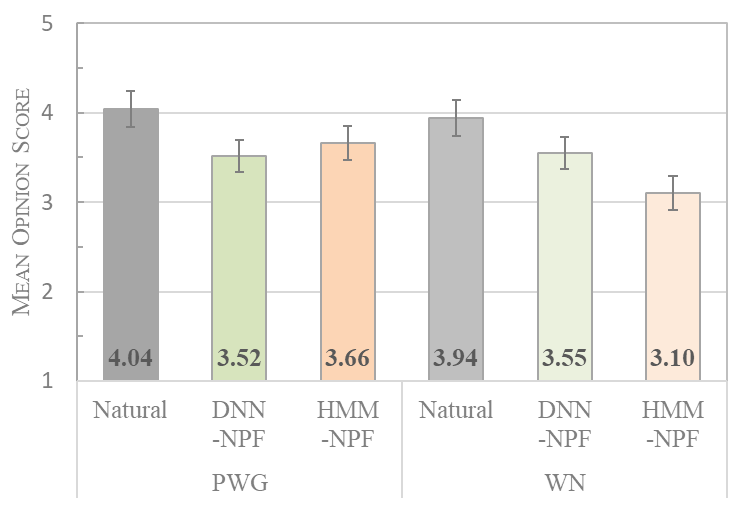 MEAN OPINION SCORE
5
4
3
2
1
4.04 3.52 3.66 3.94 3.55 3.10
Natural DNN HMM Natural DNN HMM
-NPF -NPF -NPF -NPF
PWG WN